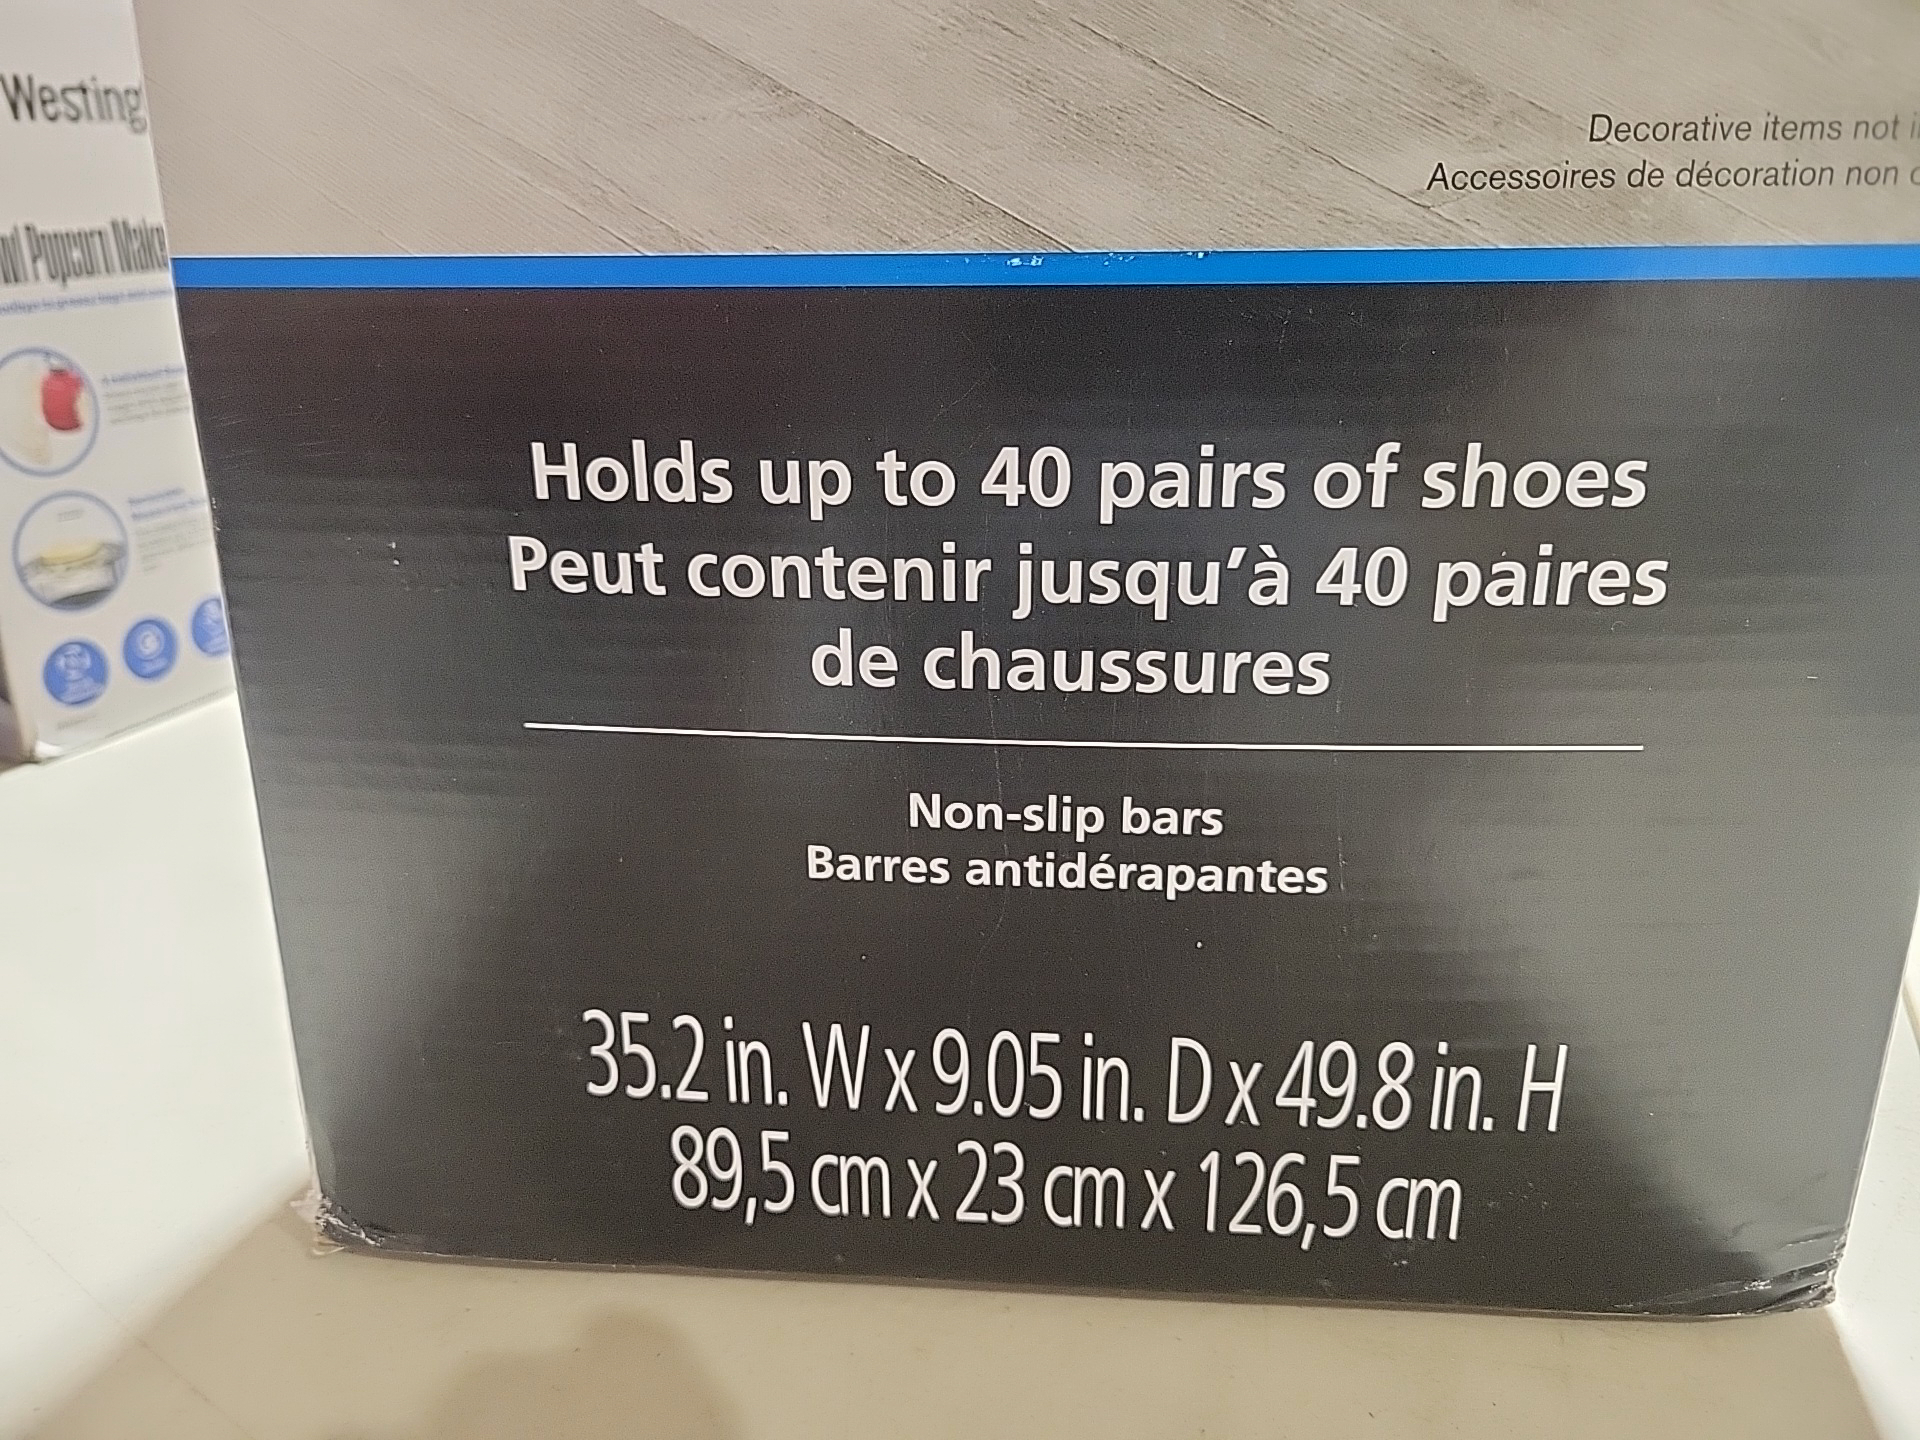 Westing
Popcorn Make
Decorative items not
Accessoires de décoration non
Holds up to 40 pairs of shoes
Peut contenir jusqu'à 40 paires
de chaussures
Non-slip bars
Barres antidérapantes
35.2 in. W x 9.05 in. D x 49.8 in. H
89,5 cm x 23 cm x 126,5 cm